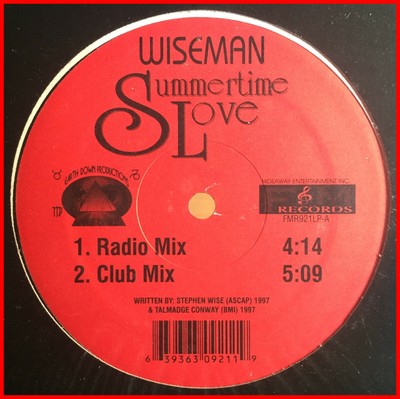 WISEMAN
Summertime
Love
EARTH DOWN PRODUCTIONS
HIDEAWAY ENTERTAINMENT INC.
RECORDS
FMR921LP-A
1. Radio Mix 4:14
2. Club Mix 5:09
WRITTEN BY: STEPHEN WISE (ASCAP) 1997
& TALMADGE CONWAY (BMI) 1997
6 39363 09211 9